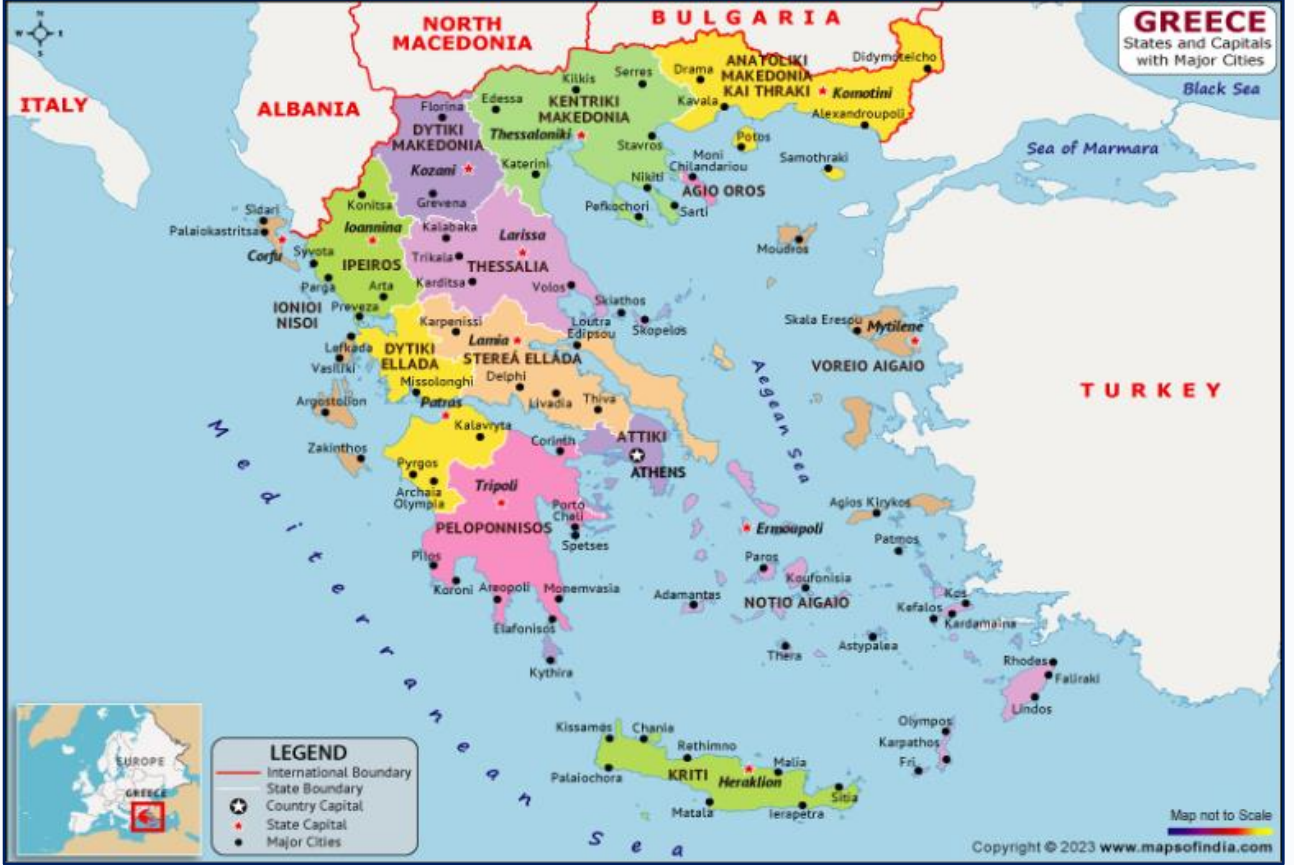 N
W
E
S
NORTH
MACEDONIA
BULGARIA
GREECE
States and Capitals
with Major Cities
Black Sea
ITALY
ALBANIA
Sea of Marmara
TURKEY
Didymoteicho
ANATOLIKI
MAKEDONIA
KAI THRAKI
Drama
Komotini
Kavala
Alexandroupoli
Potos
Samothraki
Serres
Kilkis
KENTRIKI
MAKEDONIA
Edessa
Thessaloniki
Stavros
Katerini
Moni
Chilandariou
Nikiti
AGIO OROS
Pefkochori
Sarti
Florina
DYTIKI
MAKEDONIA
Kozani
Grevena
Konitsa
Ioannina
IPEIROS
Sidari
Palaiokastritsa
Corfu
Syvota
Parga
Arta
Preveza
IONIOI
NISOI
Kalabaka
Larissa
Trikala
THESSALIA
Karditsa
Volos
Moudros
Skiathos
Skopelos
Loutra
Edipsou
Karpenissi
Lamia
STEREÁ ELLÁDA
Delphi
Livadia
Thiva
Lefkada
Vasiliki
DYTIKI
ELLADA
Missolonghi
Patras
Argostolion
Kalavryta
Zakinthos
Pyrgos
Archaia
Olympia
Corinth
ATTIKI
ATHENS
Skala Eresou
Mytilene
VOREIO AIGAIO
Aegean Sea
Tripoli
PELOPONNISOS
Porto
Cheli
Spetses
Pilos
Koroni
Areopoli
Monemvasia
Elafonisos
Kythira
Agios Kirykos
Ermoupoli
Patmos
Paros
Koufonisia
Adamantas
NOTIO AIGAIO
Kos
Kefalos
Kardamaina
Astypalea
Thera
Rhodes
Faliraki
Lindos
Olympos
Karpathos
Fri
Kissamos
Chania
Rethimno
Malia
Palaiochora
KRITI
Heraklion
Sitia
Matala
Ierapetra
Mediterranean Sea
EUROPE
GREECE
LEGEND
International Boundary
State Boundary
Country Capital
State Capital
Major Cities
Map not to Scale
Copyright © 2023 www.mapsofindia.com